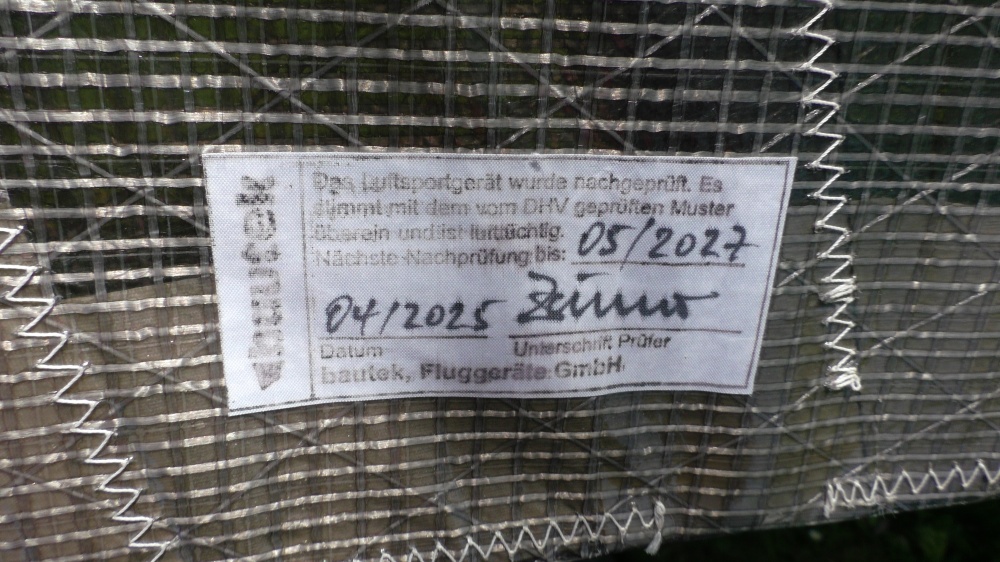 bautek
Das Luftsportgerät wurde nachgeprüft. Es
stimmt mit dem vom DHV geprüften Muster
überein und ist lufttüchtig.
Nächste Nachprüfung bis: 05/2027
04/2025
Datum
Unterschrift Prüfer
bautek, Fluggeräte GmbH